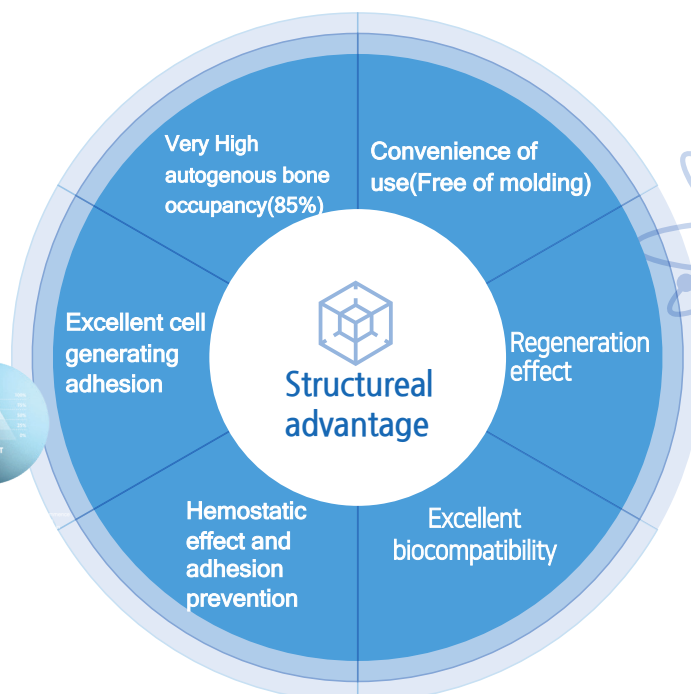 Very High
autogenous bone
occupancy(85%)
Convenience of
use(Free of molding)
Excellent cell
generating
adhesion
Structureal
advantage
Regeneration
effect
Hemostatic
effect and
adhesion
prevention
Excellent
biocompatibility